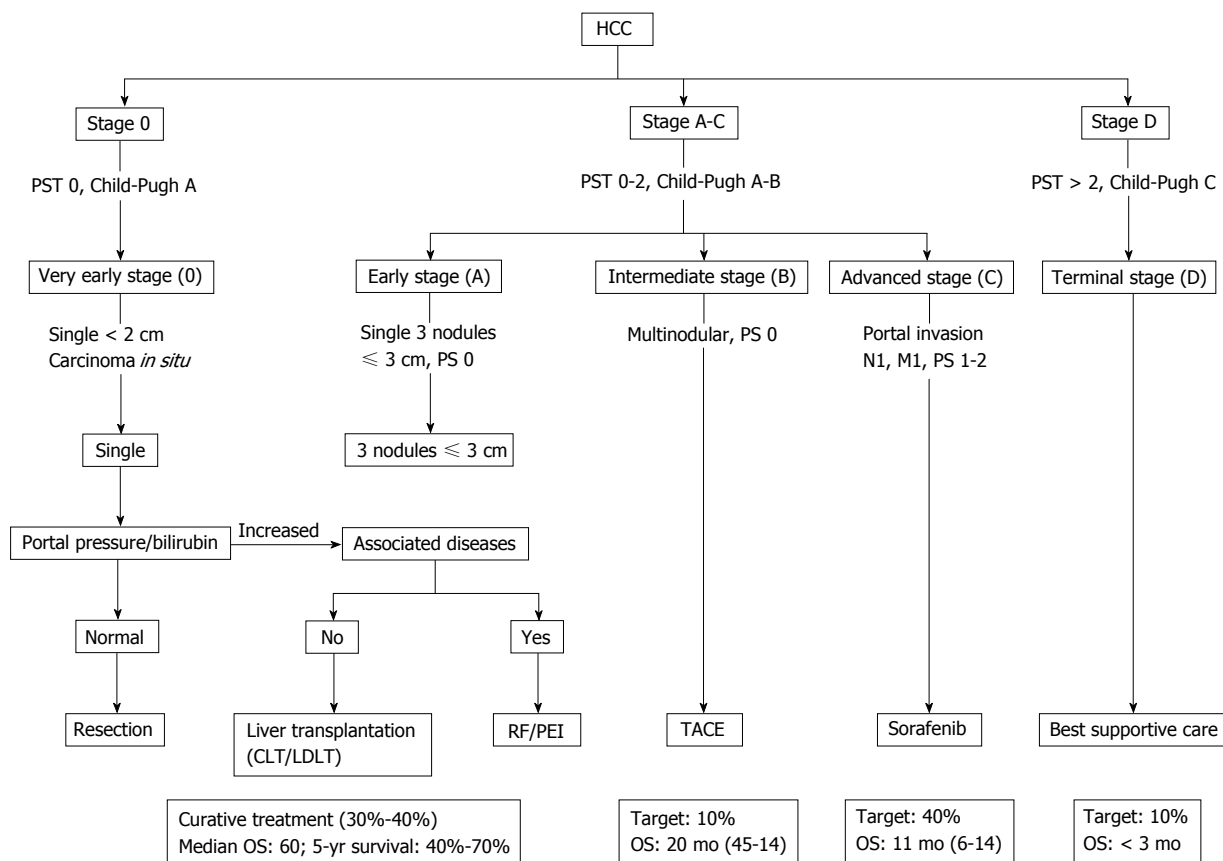 HCC
Stage 0
Stage A-C
Stage D
PST 0, Child-Pugh A
PST 0-2, Child-Pugh A-B
PST > 2, Child-Pugh C
Very early stage (0)
Early stage (A)
Intermediate stage (B)
Advanced stage (C)
Terminal stage (D)
Single < 2 cm
Carcinoma in situ
Single 3 nodules
≤ 3 cm, PS 0
Multinodular, PS 0
Portal invasion
N1, M1, PS 1-2
Single
3 nodules ≤ 3 cm
Portal pressure/bilirubin
Increased
Associated diseases
Normal
No
Yes
Resection
Liver transplantation
(CLT/LDLT)
RF/PEI
TACE
Sorafenib
Best supportive care
Curative treatment (30%-40%)
Median OS: 60; 5-yr survival: 40%-70%
Target: 10%
OS: 20 mo (45-14)
Target: 40%
OS: 11 mo (6-14)
Target: 10%
OS: < 3 mo